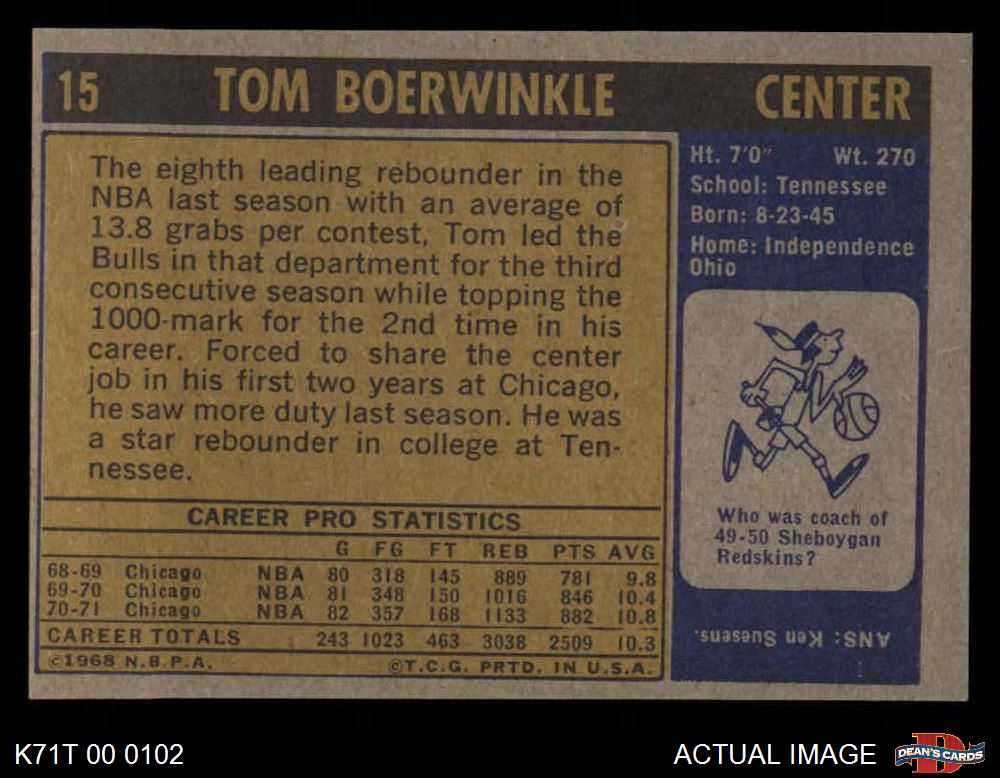 15 TOM BOERWINKLE CENTER
The eighth leading rebounder in the
NBA last season with an average of
13.8 grabs per contest, Tom led the
Bulls in that department for the third
consecutive season while topping the
1000-mark for the 2nd time in his
career. Forced to share the center
job in his first two years at Chicago,
he saw more duty last season. He was
a star rebounder in college at Ten-
nessee.
Ht. 7'0" Wt. 270
School: Tennessee
Born: 8-23-45
Home: Independence
Ohio
Who was coach of
49-50 Sheboygan
Redskins?
ANS: Ken Suesens.
CAREER PRO STATISTICS
G FG FT REB PTS AVG
68-69 Chicago NBA 80 318 145 889 781 9.8
69-70 Chicago NBA 81 348 150 1016 846 10.4
70-71 Chicago NBA 82 357 168 1133 882 10.8
CAREER TOTALS 243 1023 463 3038 2509 10.3
©1968 N.B.P.A. ©T.C.G. PRTD. IN U.S.A.
K71T 00 0102
ACTUAL IMAGE
DEAN'S CARDS